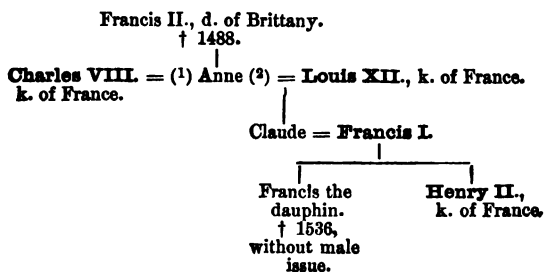 Francis II., d. of Brittany.
† 1488.
Charles VIII. = (1) Anne (2) = Louis XII., k. of France.
k. of France.
Claude = Francis I.
Francis the
dauphin.
† 1536,
without male
issue.
Henry II.,
k. of France.